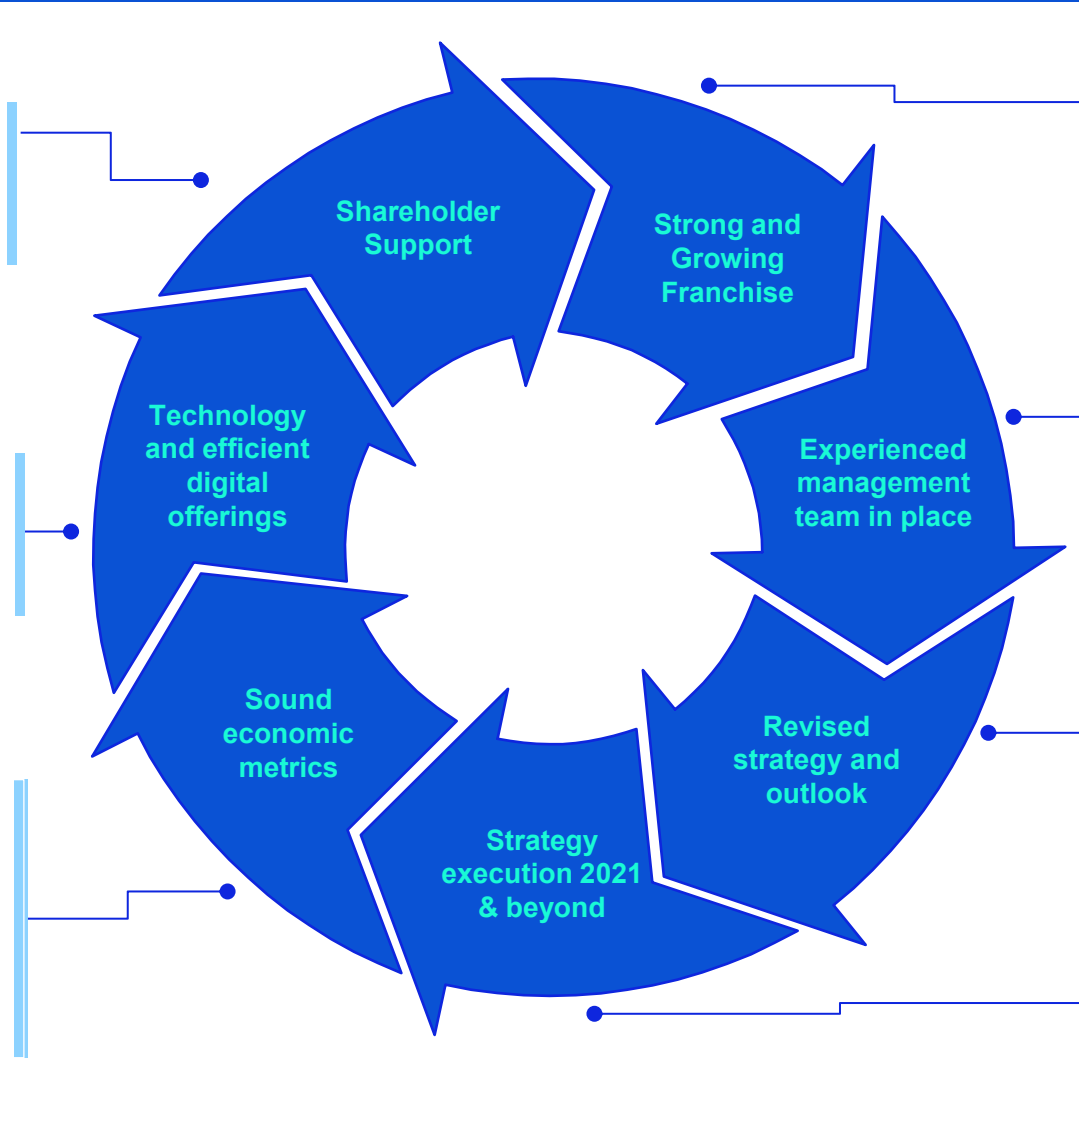 Shareholder
Support
Strong and
Growing
Franchise
Experienced
management
team in place
Revised
strategy and
outlook
Strategy
execution 2021
& beyond
Sound
economic
metrics
Technology
and efficient
digital
offerings